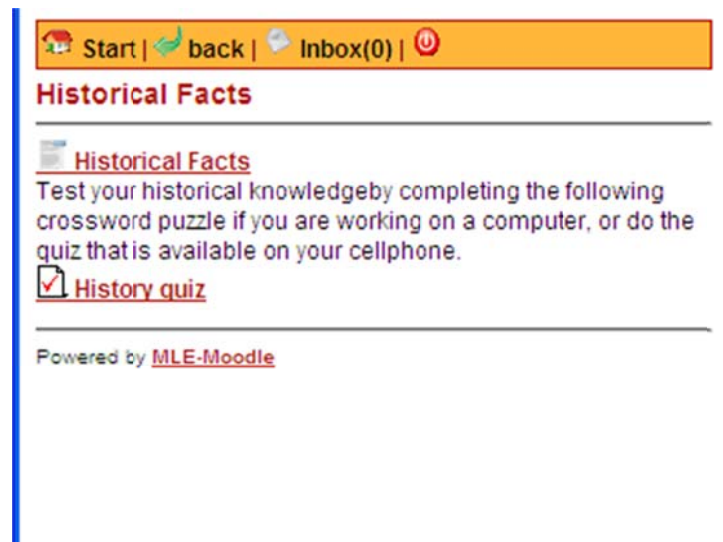 Start | back | Inbox(0) |
Historical Facts
Historical Facts
Test your historical knowledgeby completing the following
crossword puzzle if you are working on a computer, or do the
quiz that is available on your cellphone.
History quiz
Powered by MLE-Moodle